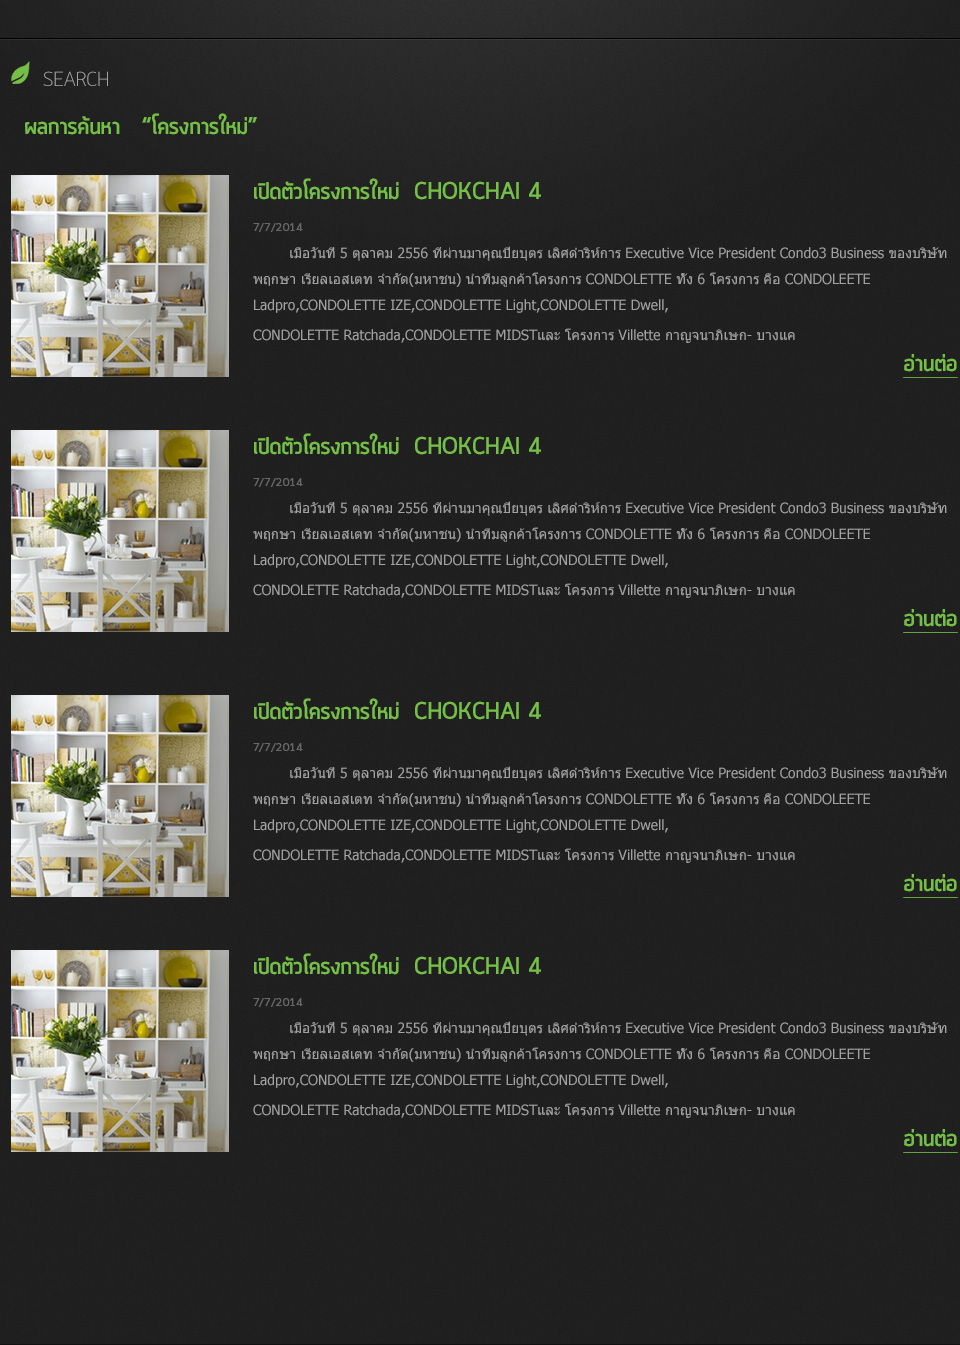 SEARCH
ผลการค้นหา “โครงการใหม่”
เปิดตัวโครงการใหม่ CHOKCHAI 4
7/7/2014
เมื่อวันที่ 5 ตุลาคม 2556 ที่ผ่านมาคุณปิยบุตร เลิศดำริห์การ Executive Vice President Condo3 Business ของบริษัท
พฤกษา เรียลเอสเตท จำกัด(มหาชน) นำทีมลูกค้าโครงการ CONDOLETTE ทั้ง 6 โครงการ คือ CONDOLEETE
Ladpro,CONDOLETTE IZE,CONDOLETTE Light,CONDOLETTE Dwell,
CONDOLETTE Ratchada,CONDOLETTE MIDSTและ โครงการ Villette กาญจนาภิเษก- บางแค
อ่านต่อ
เปิดตัวโครงการใหม่ CHOKCHAI 4
7/7/2014
เมื่อวันที่ 5 ตุลาคม 2556 ที่ผ่านมาคุณปิยบุตร เลิศดำริห์การ Executive Vice President Condo3 Business ของบริษัท
พฤกษา เรียลเอสเตท จำกัด(มหาชน) นำทีมลูกค้าโครงการ CONDOLETTE ทั้ง 6 โครงการ คือ CONDOLEETE
Ladpro,CONDOLETTE IZE,CONDOLETTE Light,CONDOLETTE Dwell,
CONDOLETTE Ratchada,CONDOLETTE MIDSTและ โครงการ Villette กาญจนาภิเษก- บางแค
อ่านต่อ
เปิดตัวโครงการใหม่ CHOKCHAI 4
7/7/2014
เมื่อวันที่ 5 ตุลาคม 2556 ที่ผ่านมาคุณปิยบุตร เลิศดำริห์การ Executive Vice President Condo3 Business ของบริษัท
พฤกษา เรียลเอสเตท จำกัด(มหาชน) นำทีมลูกค้าโครงการ CONDOLETTE ทั้ง 6 โครงการ คือ CONDOLEETE
Ladpro,CONDOLETTE IZE,CONDOLETTE Light,CONDOLETTE Dwell,
CONDOLETTE Ratchada,CONDOLETTE MIDSTและ โครงการ Villette กาญจนาภิเษก- บางแค
อ่านต่อ
เปิดตัวโครงการใหม่ CHOKCHAI 4
7/7/2014
เมื่อวันที่ 5 ตุลาคม 2556 ที่ผ่านมาคุณปิยบุตร เลิศดำริห์การ Executive Vice President Condo3 Business ของบริษัท
พฤกษา เรียลเอสเตท จำกัด(มหาชน) นำทีมลูกค้าโครงการ CONDOLETTE ทั้ง 6 โครงการ คือ CONDOLEETE
Ladpro,CONDOLETTE IZE,CONDOLETTE Light,CONDOLETTE Dwell,
CONDOLETTE Ratchada,CONDOLETTE MIDSTและ โครงการ Villette กาญจนาภิเษก- บางแค
อ่านต่อ